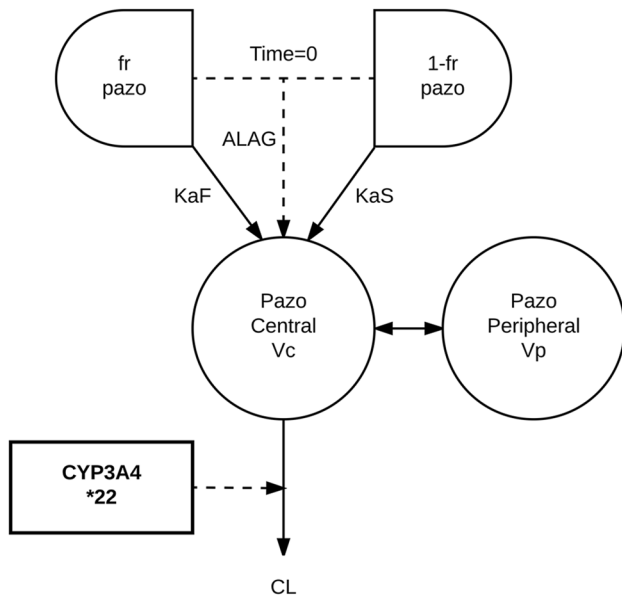 fr
pazo
Time=0
1-fr
pazo
ALAG
KaF
KaS
Pazo
Central
Vc
Pazo
Peripheral
Vp
CYP3A4
*22
CL